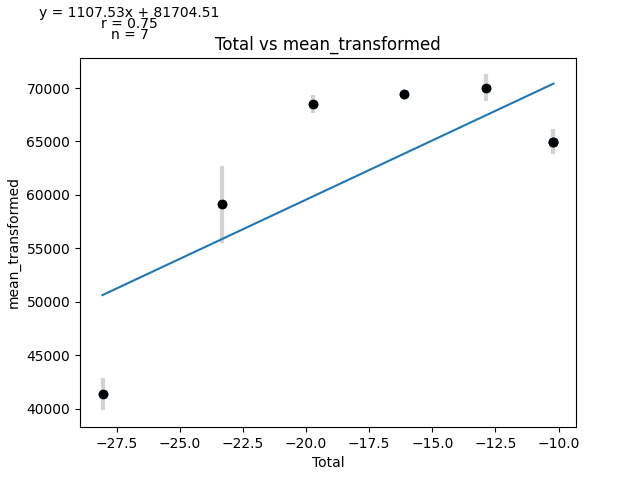 y = 1107.53x + 81704.51
r = 0.75
n = 7
Total vs mean_transformed
mean_transformed
70000
65000
60000
55000
50000
45000
40000
−27.5 −25.0 −22.5 −20.0 −17.5 −15.0 −12.5 −10.0
Total